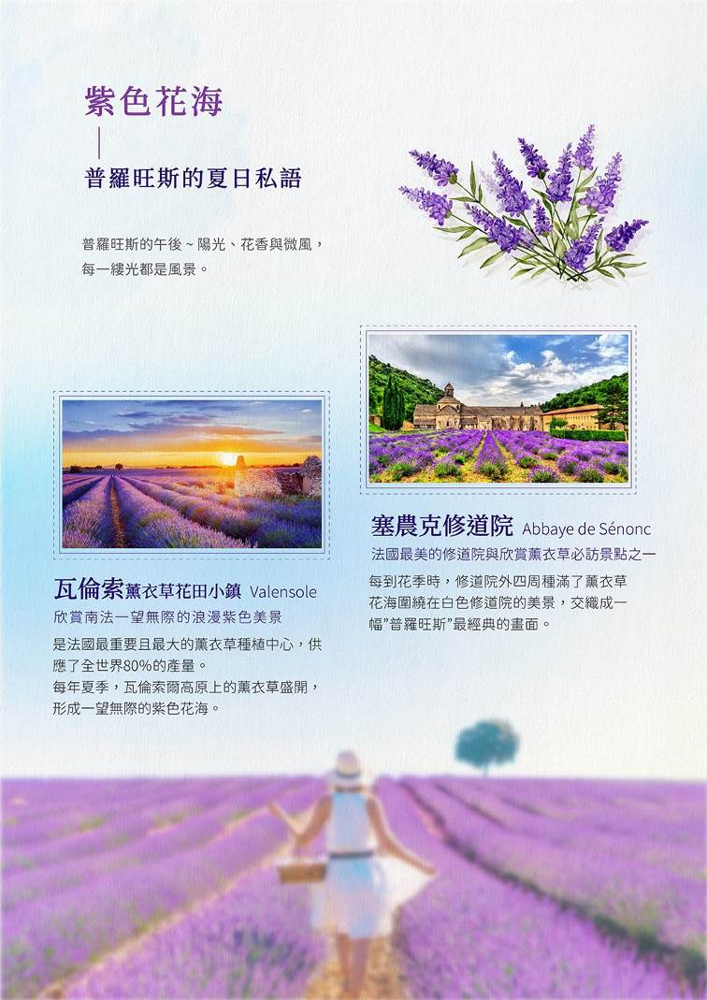 紫色花海
普羅旺斯的夏日私語
普羅旺斯的午後~陽光、花香與微風，
每一縷光都是風景。
塞農克修道院 Abbaye de Sénonc
法國最美的修道院與欣賞薰衣草必訪景點之一
每到花季時，修道院外四周種滿了薰衣草
花海圍繞在白色修道院的美景，交織成一
幅”普羅旺斯”最經典的畫面。
瓦倫索薰衣草花田小鎮 Valensole
欣賞南法一望無際的浪漫紫色美景
是法國最重要且最大的薰衣草種植中心，供
應了全世界80%的產量。
每年夏季，瓦倫索爾高原上的薰衣草盛開，
形成一望無際的紫色花海。